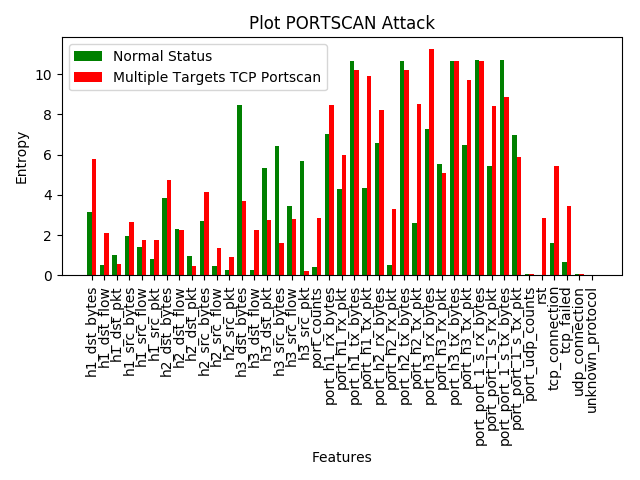 Plot PORTSCAN Attack
Normal Status
Multiple Targets TCP Portscan
Entropy
10
8
6
4
2
0
h1_dst_bytes
h1_dst_flow
h1_dst_pkt
h1_src_bytes
h1_src_flow
h1_src_pkt
h2_dst_bytes
h2_dst_flow
h2_dst_pkt
h2_src_bytes
h2_src_flow
h2_src_pkt
h3_dst_bytes
h3_dst_flow
h3_dst_pkt
h3_src_bytes
h3_src_flow
h3_src_pkt
port_counts
port_h1_rx_bytes
port_h1_rx_pkt
port_h1_tx_bytes
port_h1_tx_pkt
port_h2_rx_bytes
port_h2_rx_pkt
port_h2_tx_bytes
port_h2_tx_pkt
port_h3_rx_bytes
port_h3_rx_pkt
port_h3_tx_bytes
port_h3_tx_pkt
port_port_1_s_rx_bytes
port_port_1_s_rx_pkt
port_port_1_s_tx_bytes
port_port_1_s_tx_pkt
port_udp_counts
rst
tcp_connection
tcp_failed
udp_connection
unknown_protocol
Features